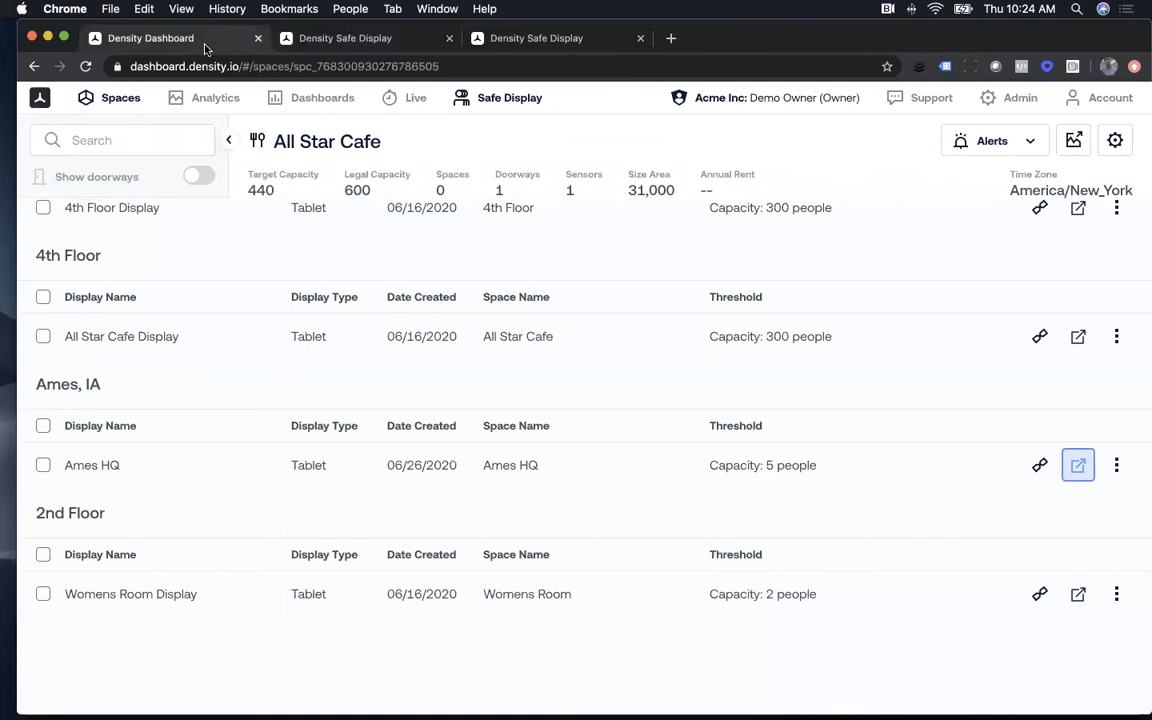 Chrome File Edit View History Bookmarks People Tab Window Help Thu 10:24 AM
Density Dashboard Density Safe Display Density Safe Display
dashboard.density.io/#/spaces/spc_768300930276786505
Spaces Analytics Dashboards Live Safe Display Acme Inc: Demo Owner (Owner) Support Admin Account
Search All Star Cafe Alerts
Show doorways
Target Capacity Legal Capacity Spaces Doorways Sensors Size Area Annual Rent Time Zone
440 600 0 1 1 31,000 -- America/New_York
4th Floor Display Tablet 06/16/2020 4th Floor Capacity: 300 people
4th Floor
Display Name Display Type Date Created Space Name Threshold
All Star Cafe Display Tablet 06/16/2020 All Star Cafe Capacity: 300 people
Ames, IA
Display Name Display Type Date Created Space Name Threshold
Ames HQ Tablet 06/26/2020 Ames HQ Capacity: 5 people
2nd Floor
Display Name Display Type Date Created Space Name Threshold
Womens Room Display Tablet 06/16/2020 Womens Room Capacity: 2 people